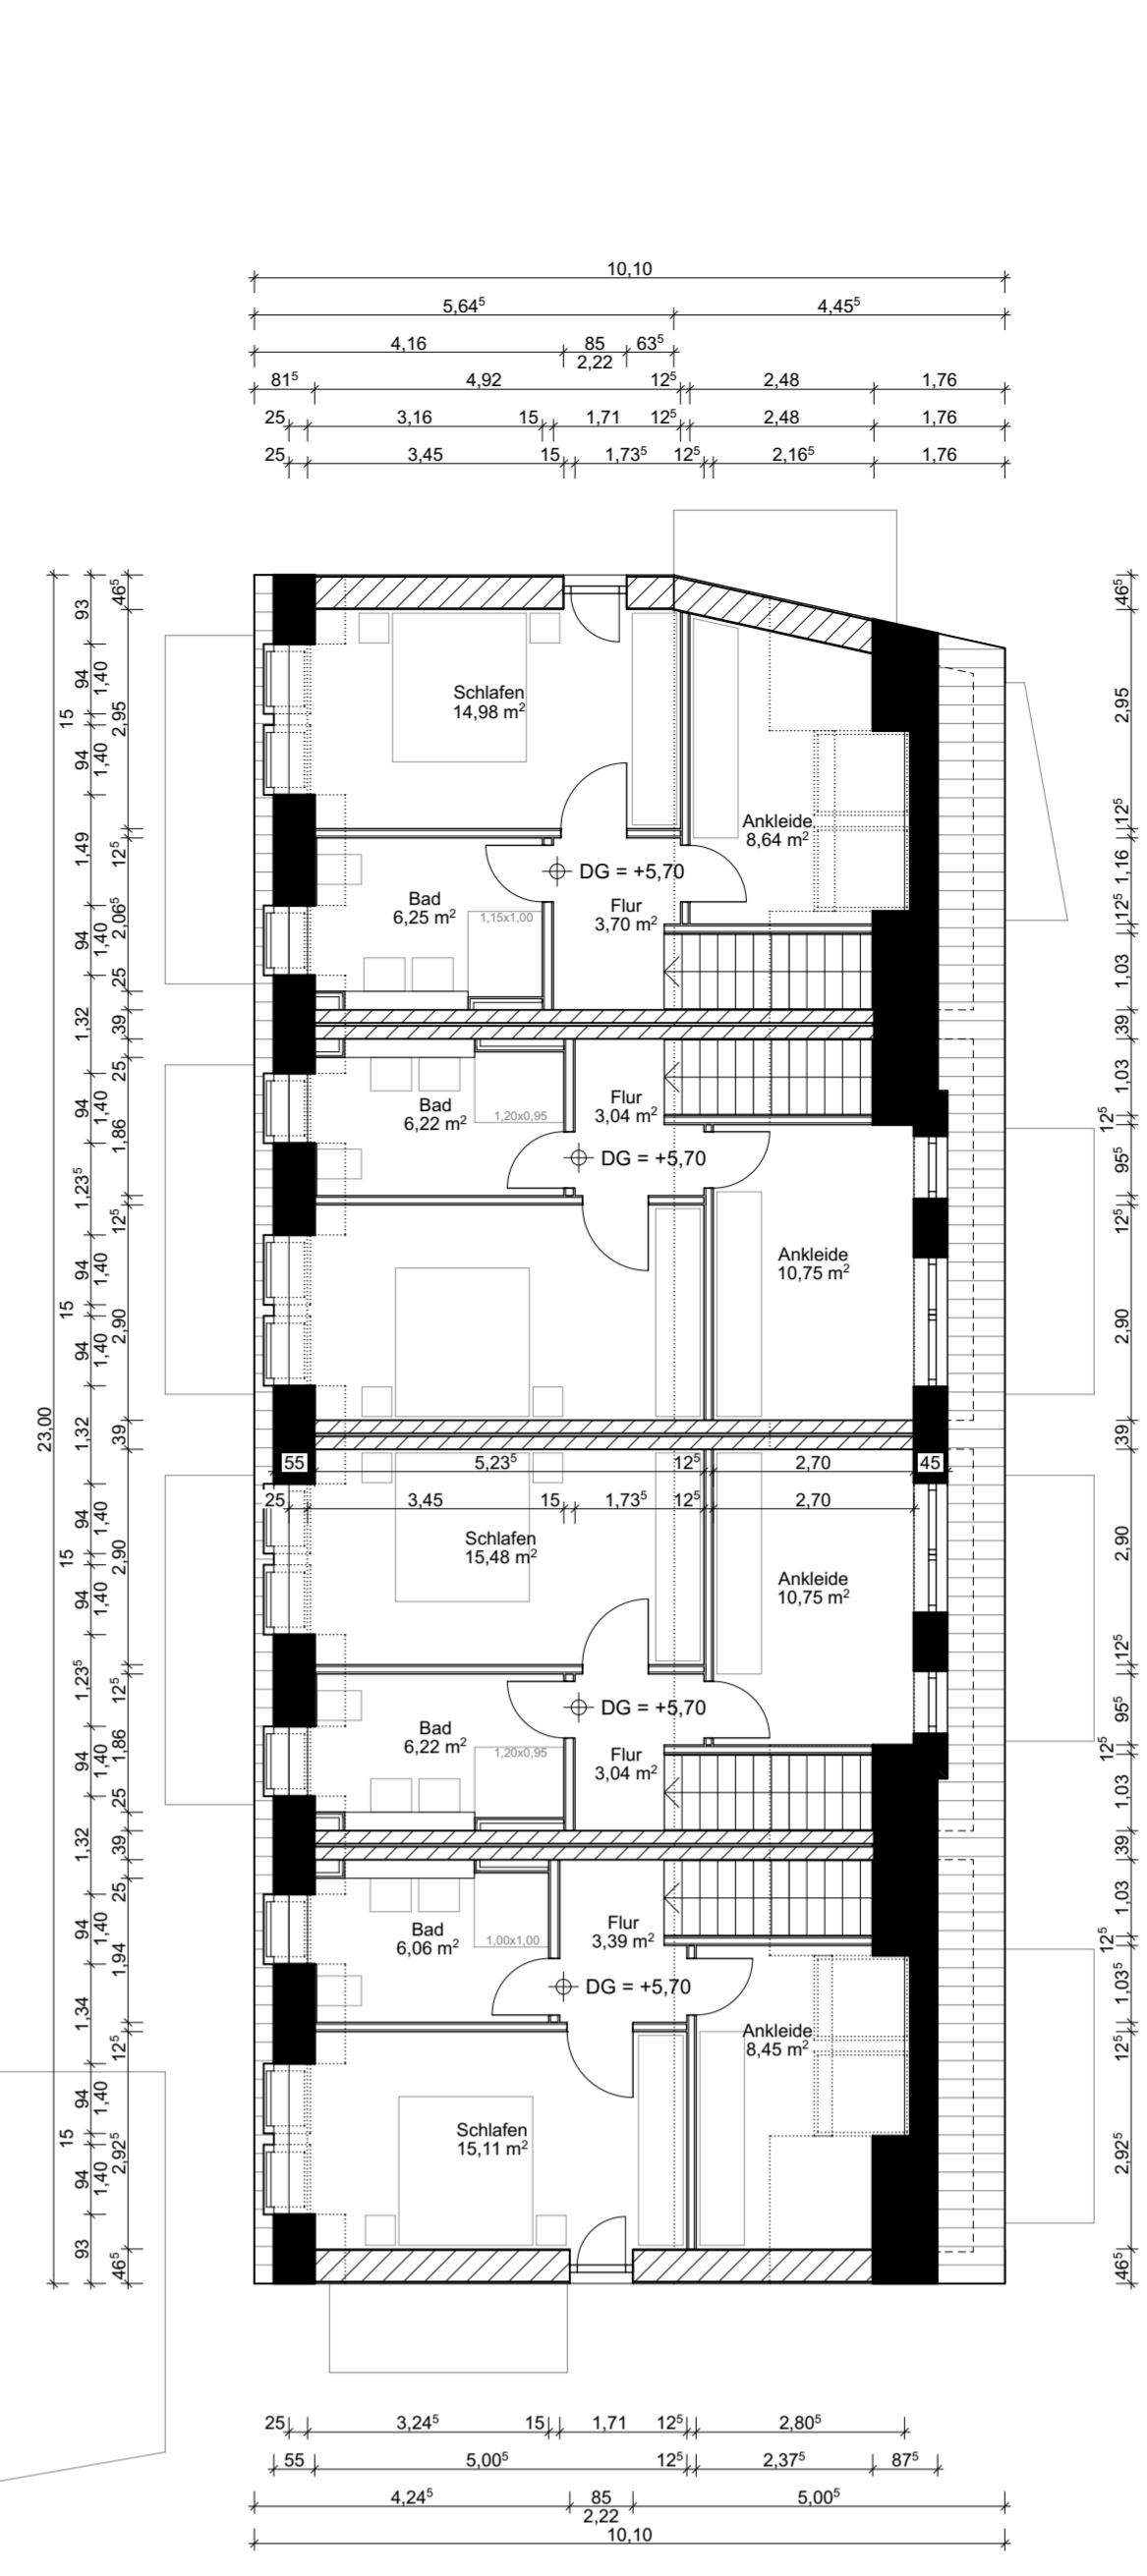 10,10
5,64⁵ 4,45⁵
4,16 85 63⁵
2,22
81⁵ 4,92 12⁵ 2,48 1,76
25 3,16 15 1,71 12⁵ 2,48 1,76
25 3,45 15 1,73⁵ 12⁵ 2,16⁵ 1,76
Schlafen
14,98 m²
Ankleide
8,64 m²
DG = +5,70
Bad
6,25 m²
Flur
3,70 m²
1,15x1,00
Bad
6,22 m²
Flur
3,04 m²
1,20x0,95
DG = +5,70
Ankleide
10,75 m²
55 5,23⁵ 12⁵ 2,70 45
25 3,45 15 1,73⁵ 12⁵ 2,70
Schlafen
15,48 m²
Ankleide
10,75 m²
DG = +5,70
Bad
6,22 m²
Flur
3,04 m²
1,20x0,95
Bad
6,06 m²
Flur
3,39 m²
1,00x1,00
DG = +5,70
Ankleide
8,45 m²
Schlafen
15,11 m²
23,00
93
94
1,40
15
94
1,40
1,49
94
1,40
1,32
94
1,40
1,23⁵
94
1,40
15
94
1,40
1,32
94
1,40
15
94
1,40
1,23⁵
94
1,40
1,32
94
1,40
1,34
94
1,40
15
94
1,40
93
46⁵
2,95
12⁵
2,06⁵
25
39
25
1,86
12⁵
2,90
39
2,90
12⁵
1,86
25
39
25
1,94
12⁵
2,92⁵
46⁵
46⁵
2,95
12⁵
1,16
12⁵
1,03
39
1,03
12⁵
95⁵
12⁵
2,90
39
2,90
12⁵
95⁵
12⁵
1,03
39
1,03
12⁵
1,03⁵
12⁵
2,92⁵
46⁵
25 3,24⁵ 15 1,71 12⁵ 2,80⁵
55 5,00⁵ 12⁵ 2,37⁵ 87⁵
4,24⁵ 85 5,00⁵
2,22
10,10